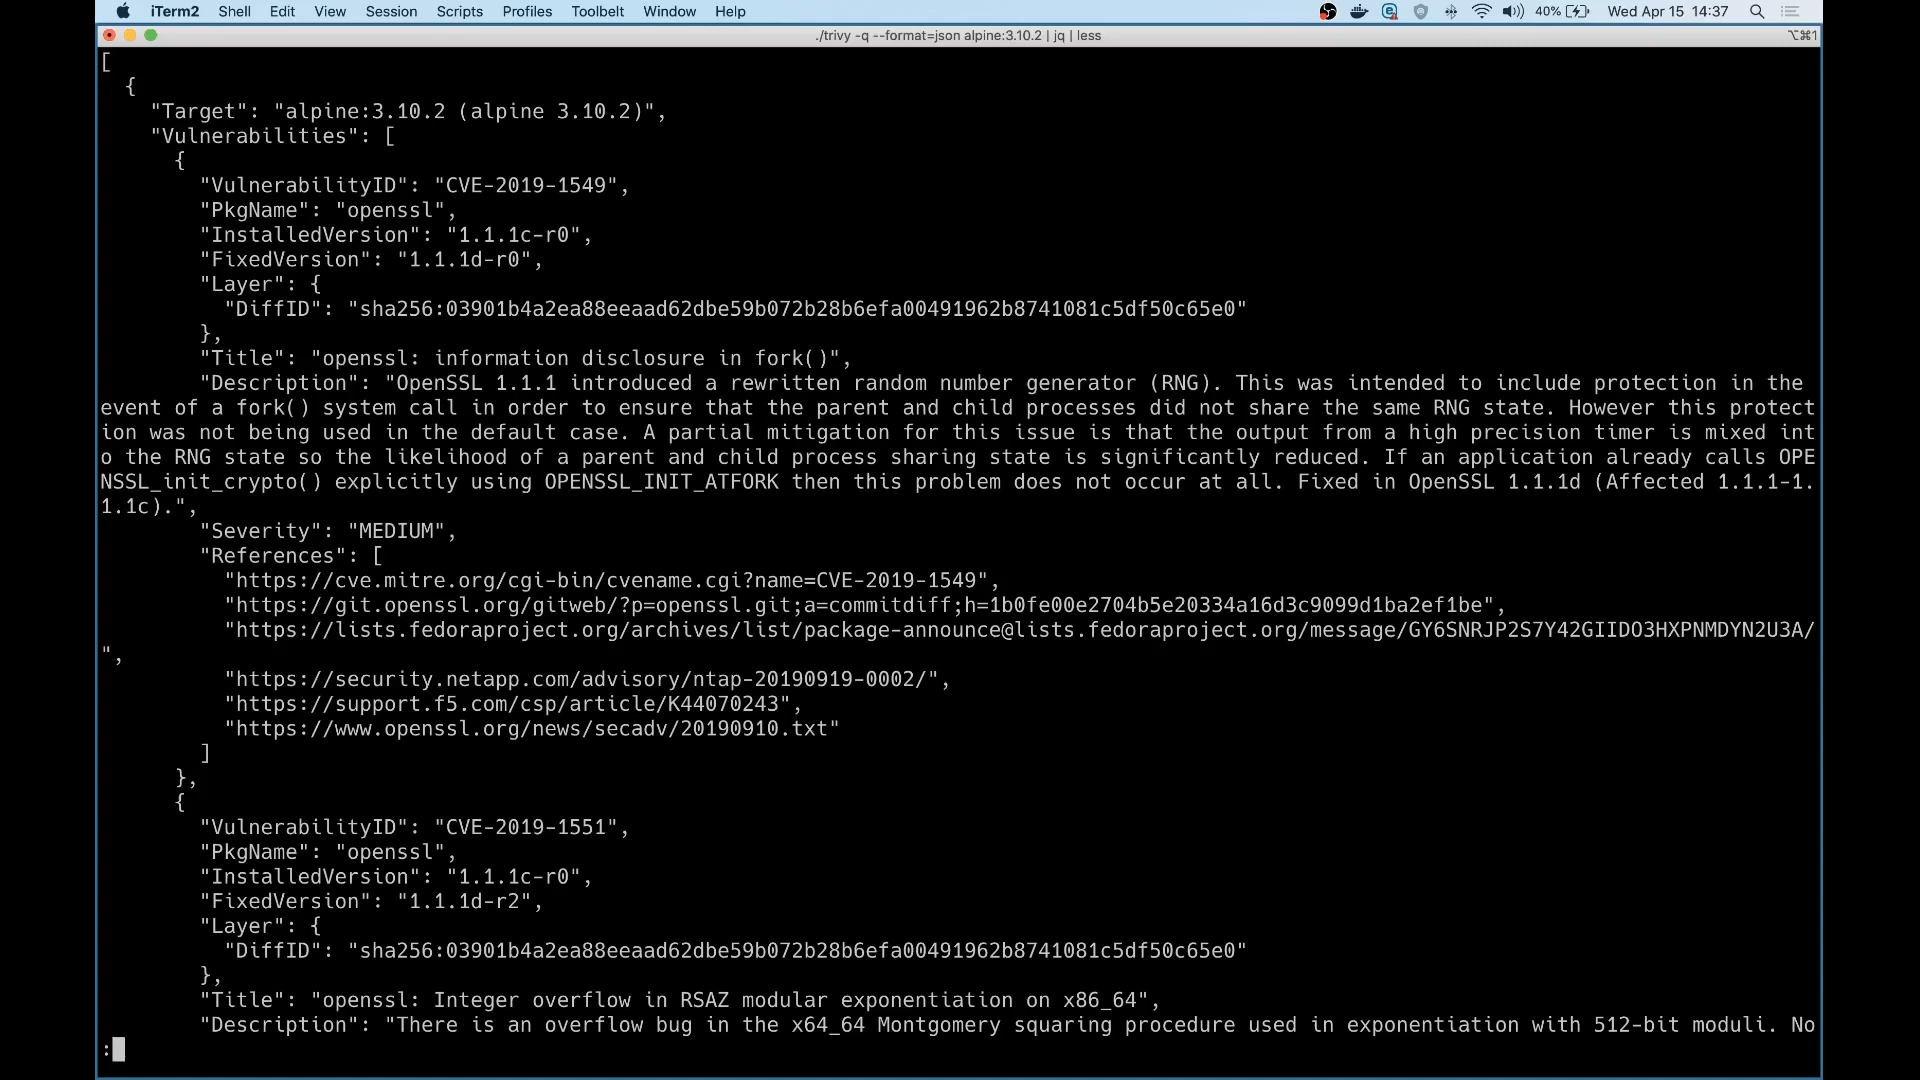 iTerm2 Shell Edit View Session Scripts Profiles Toolbelt Window Help 40% Wed Apr 15 14:37
./trivy -q --format=json alpine:3.10.2 | jq | less ⌥⌘1
[
{
"Target": "alpine:3.10.2 (alpine 3.10.2)",
"Vulnerabilities": [
{
"VulnerabilityID": "CVE-2019-1549",
"PkgName": "openssl",
"InstalledVersion": "1.1.1c-r0",
"FixedVersion": "1.1.1d-r0",
"Layer": {
"DiffID": "sha256:03901b4a2ea88eeaad62dbe59b072b28b6efa00491962b8741081c5df50c65e0"
},
"Title": "openssl: information disclosure in fork()",
"Description": "OpenSSL 1.1.1 introduced a rewritten random number generator (RNG). This was intended to include protection in the
event of a fork() system call in order to ensure that the parent and child processes did not share the same RNG state. However this protect
ion was not being used in the default case. A partial mitigation for this issue is that the output from a high precision timer is mixed int
o the RNG state so the likelihood of a parent and child process sharing state is significantly reduced. If an application already calls OPE
NSSL_init_crypto() explicitly using OPENSSL_INIT_ATFORK then this problem does not occur at all. Fixed in OpenSSL 1.1.1d (Affected 1.1.1-1.
1.1c).",
"Severity": "MEDIUM",
"References": [
"https://cve.mitre.org/cgi-bin/cvename.cgi?name=CVE-2019-1549",
"https://git.openssl.org/gitweb/?p=openssl.git;a=commitdiff;h=1b0fe00e2704b5e20334a16d3c9099d1ba2ef1be",
"https://lists.fedoraproject.org/archives/list/package-announce@lists.fedoraproject.org/message/GY6SNRJP2S7Y42GIIDO3HXPNMDYN2U3A/
",
"https://security.netapp.com/advisory/ntap-20190919-0002/",
"https://support.f5.com/csp/article/K44070243",
"https://www.openssl.org/news/secadv/20190910.txt"
]
},
{
"VulnerabilityID": "CVE-2019-1551",
"PkgName": "openssl",
"InstalledVersion": "1.1.1c-r0",
"FixedVersion": "1.1.1d-r2",
"Layer": {
"DiffID": "sha256:03901b4a2ea88eeaad62dbe59b072b28b6efa00491962b8741081c5df50c65e0"
},
"Title": "openssl: Integer overflow in RSAZ modular exponentiation on x86_64",
"Description": "There is an overflow bug in the x64_64 Montgomery squaring procedure used in exponentiation with 512-bit moduli. No
: